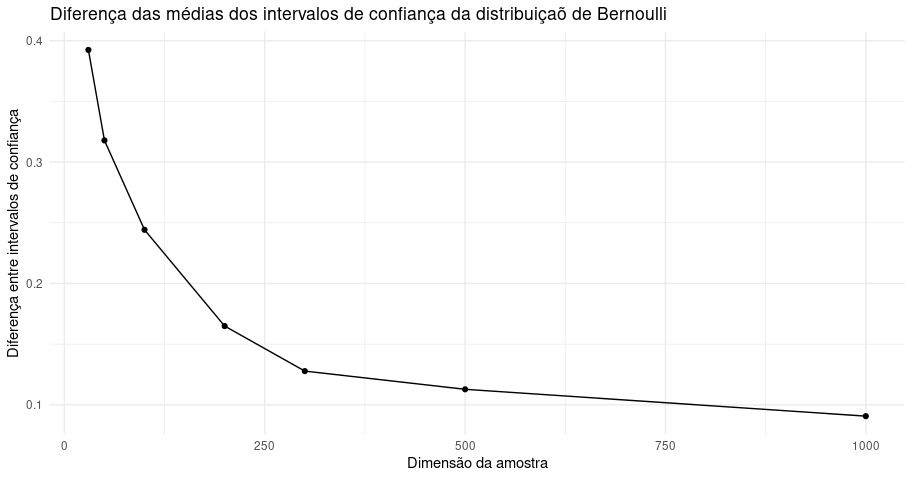 Diferença das médias dos intervalos de confiança da distribuiçaõ de Bernoulli
Diferença entre intervalos de confiança
0.4
0.3
0.2
0.1
0 250 500 750 1000
Dimensão da amostra